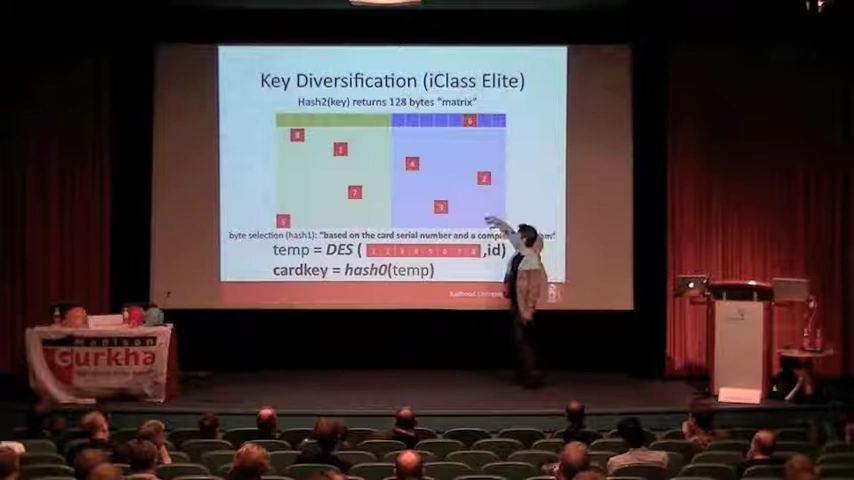 Key Diversification (iClass Elite)
Hash2(key) returns 128 bytes "matrix"
6
8
1
4
2
7
3
5
byte selection (hash1): "based on the card serial number and a
temp = DES ( 1 2 3 4 5 6 7 8 ,id)
cardkey = hash0(temp)
Radboud
Madison
Gurkha